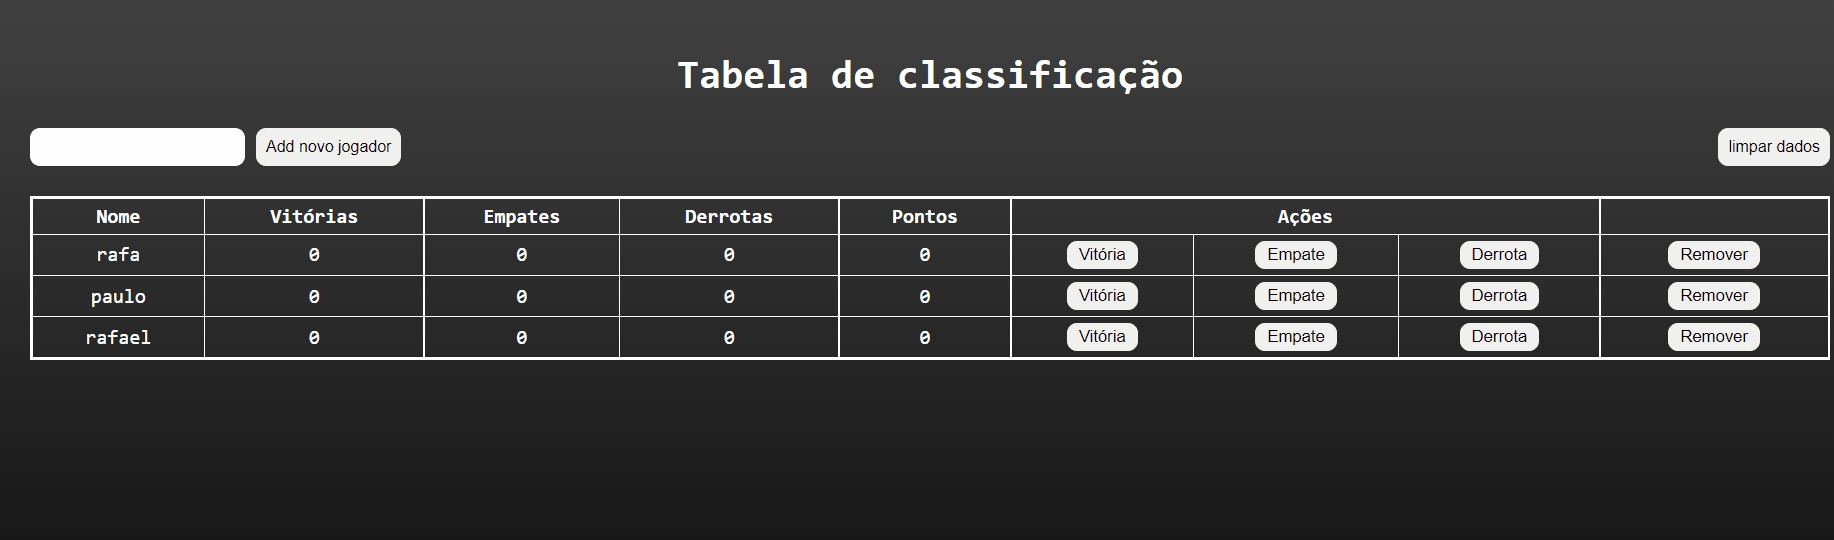 Tabela de classificação
Add novo jogador limpar dados
Nome Vitórias Empates Derrotas Pontos Ações
rafa 0 0 0 0 Vitória Empate Derrota Remover
paulo 0 0 0 0 Vitória Empate Derrota Remover
rafael 0 0 0 0 Vitória Empate Derrota Remover